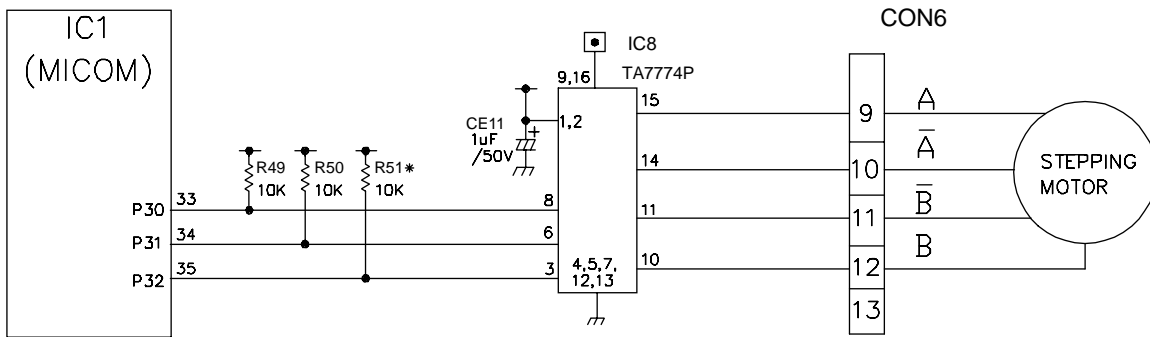 IC1
(MICOM)
P30
33
P31
34
P32
35
R49
10K
R50
10K
R51*
10K
CE11
1uF
/50V
+
9,16
IC8
TA7774P
1,2
8
6
3
4,5,7,
12,13
15
14
11
10
CON6
9
10
11
12
13
A
A̅
B̅
B
STEPPING
MOTOR